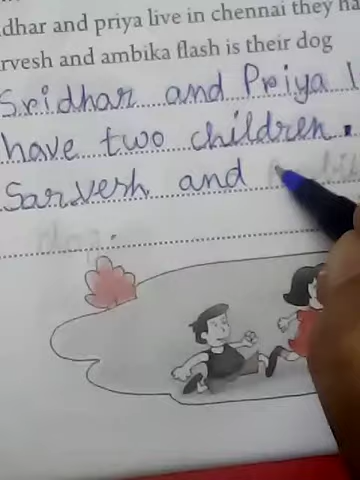 dhar and priya live in chennai they ha
rvesh and ambika flash is their dog
Sridhar and Priya l
have two children.
Sarvesh and